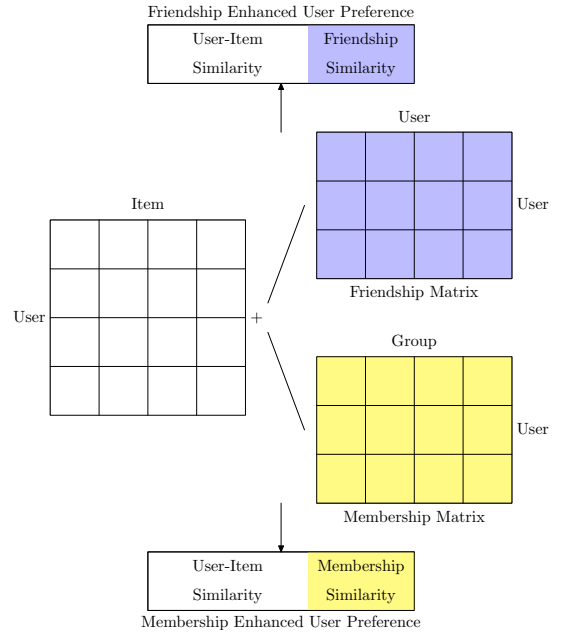 Friendship Enhanced User Preference
User-Item Friendship
Similarity Similarity
User
User
Friendship Matrix
Item
User
+
Group
User
Membership Matrix
User-Item Membership
Similarity Similarity
Membership Enhanced User Preference